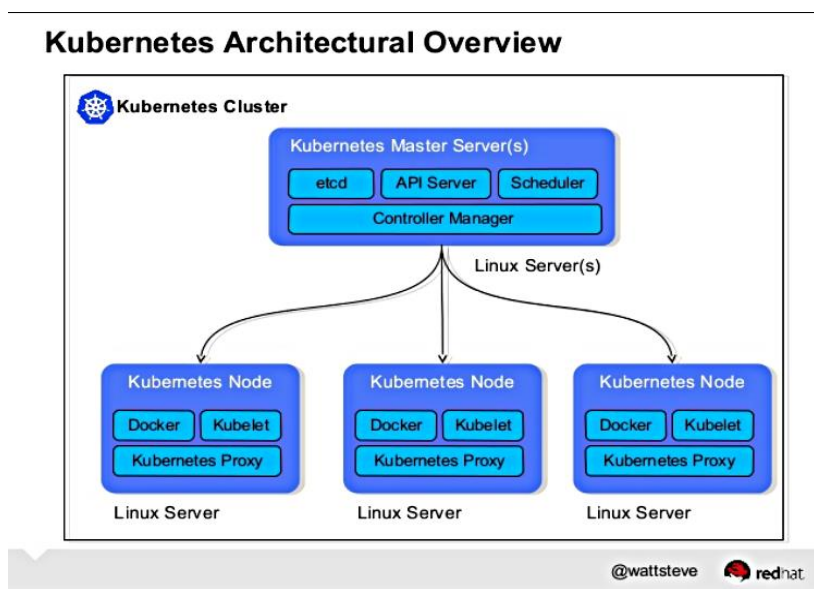 Kubernetes Architectural Overview
Kubernetes Cluster
Kubernetes Master Server(s)
etcd API Server Scheduler
Controller Manager
Linux Server(s)
Kubernetes Node Kubernetes Node Kubernetes Node
Docker Kubelet Docker Kubelet Docker Kubelet
Kubernetes Proxy Kubernetes Proxy Kubernetes Proxy
Linux Server Linux Server Linux Server
@wattsteve redhat